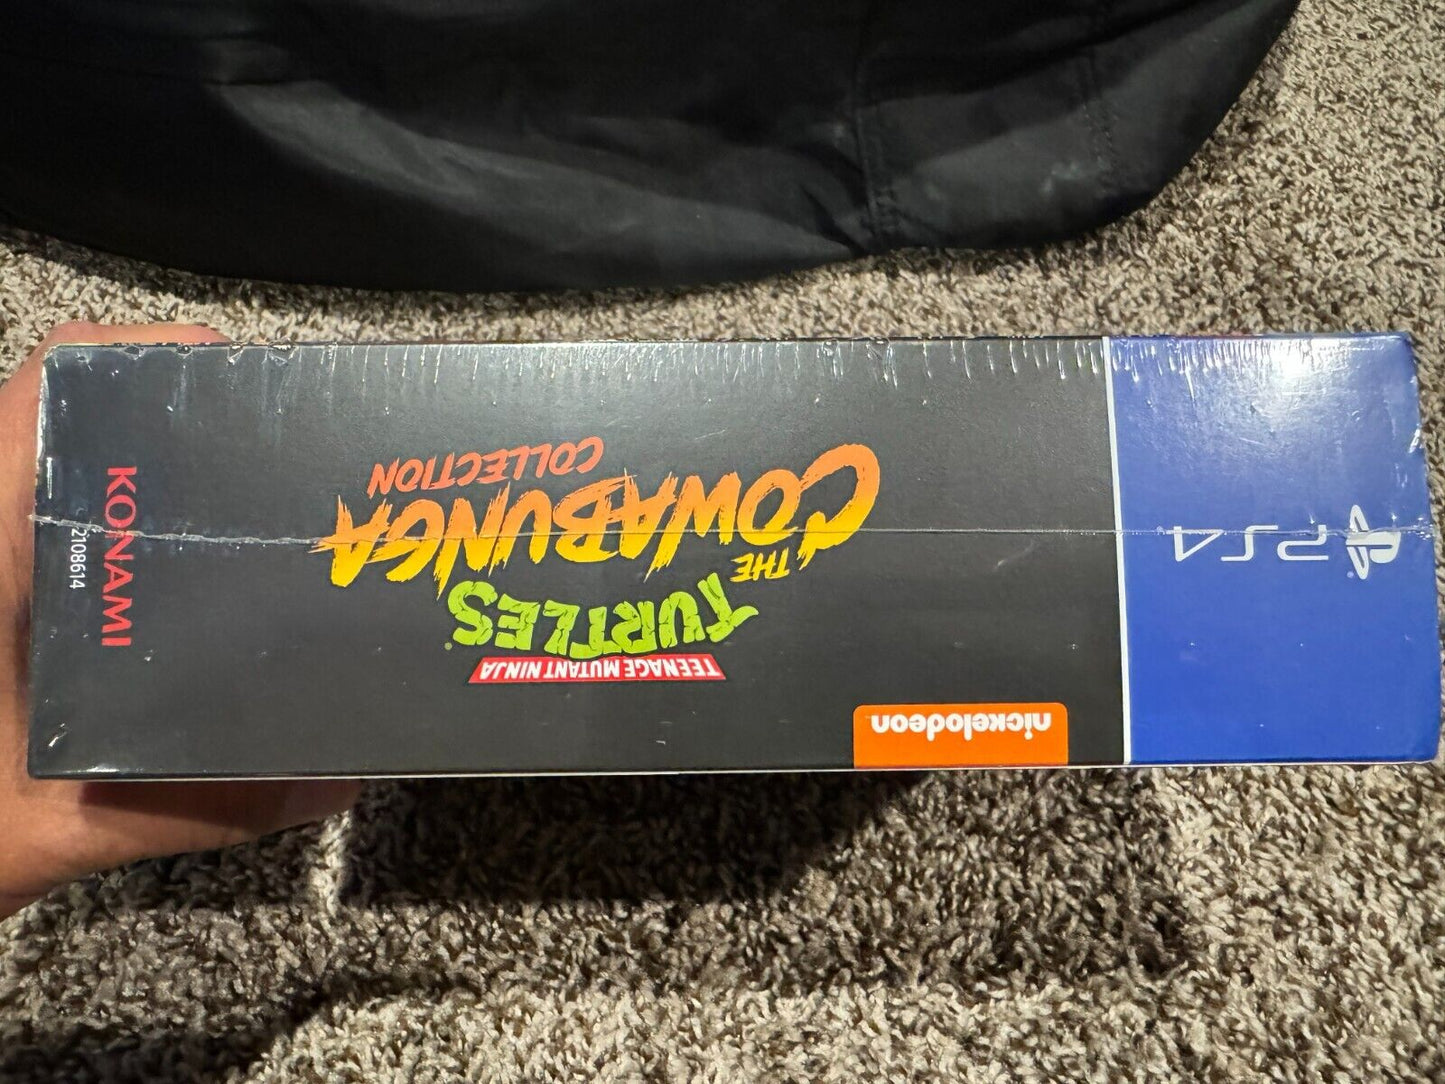 PS4
nickelodeon
TEENAGE MUTANT NINJA
TURTLES
THE
COWABUNGA
COLLECTION
KONAMI
2108614